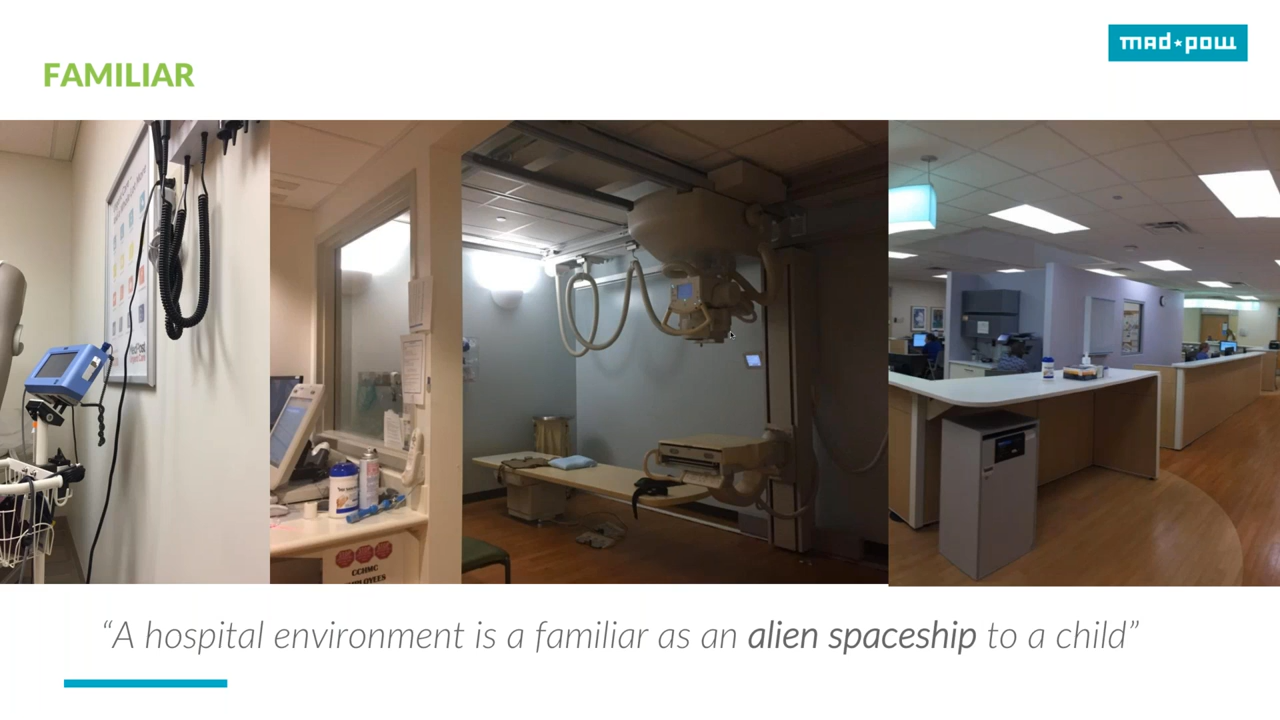 mad★pow
FAMILIAR
CCHMC
EMPLOYEES
“A hospital environment is a familiar as an alien spaceship to a child”